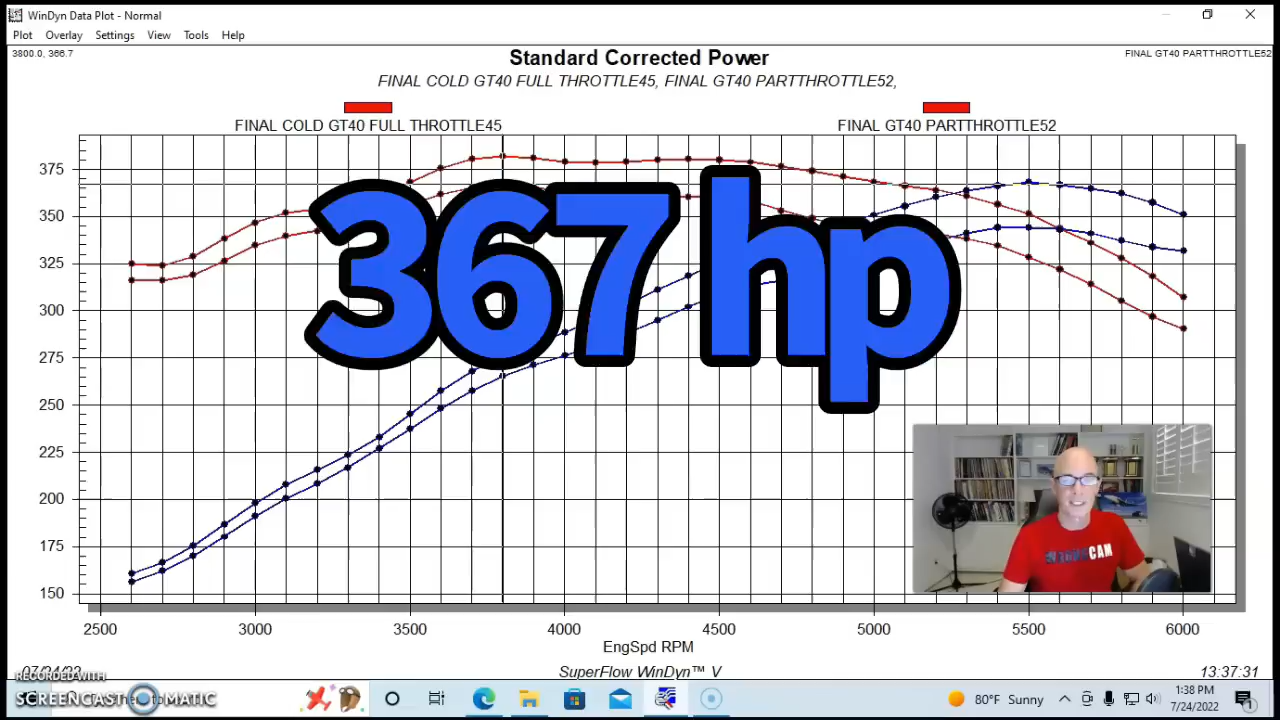 WinDyn Data Plot - Normal
Plot Overlay Settings View Tools Help
3800.0, 366.7
FINAL GT40 PARTTHROTTLE52
Standard Corrected Power
FINAL COLD GT40 FULL THROTTLE45, FINAL GT40 PARTTHROTTLE52,
FINAL COLD GT40 FULL THROTTLE45
FINAL GT40 PARTTHROTTLE52
375
350
325
300
275
250
225
200
175
150
367 hp
CAM
2500 3000 3500 4000 4500 5000 5500 6000
EngSpd RPM
SuperFlow WinDyn™ V
13:37:31
RECORDED WITH
SCREENCAST MATIC
80°F Sunny
1:38 PM
7/24/2022
1